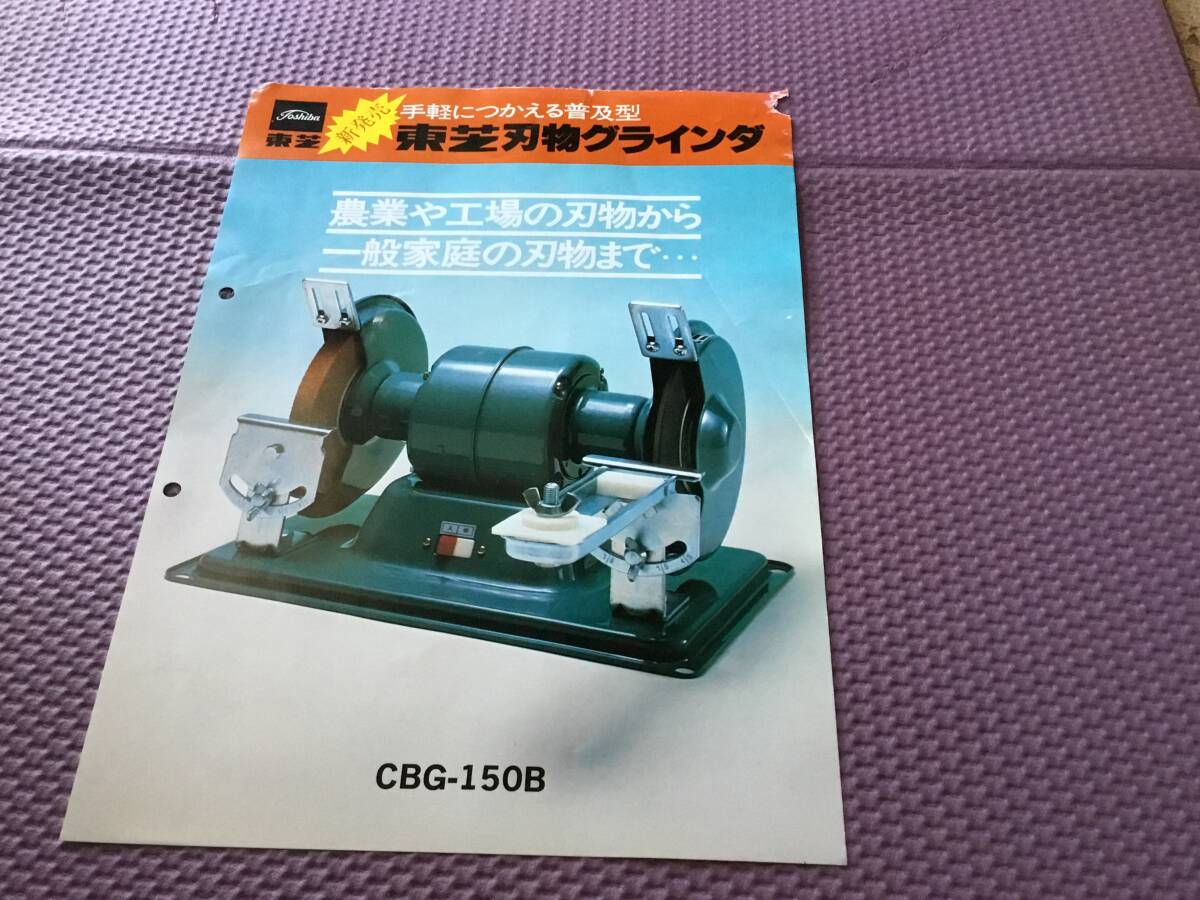 Toshiba
東芝
新発売
手軽につかえる普及型
東芝刃物グラインダ
農業や工場の刃物から
一般家庭の刃物まで…
CBG-150B